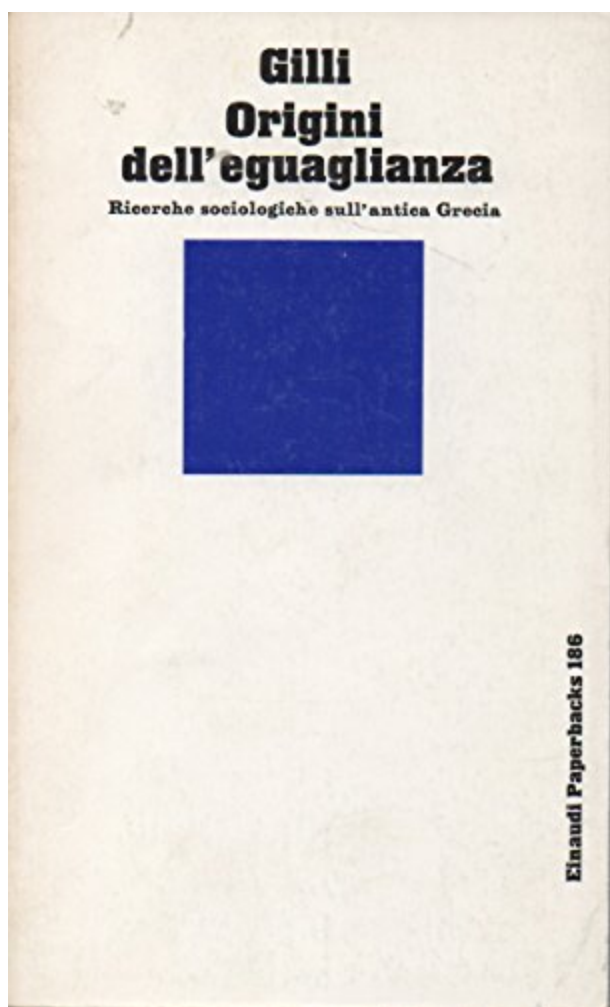 Gilli
Origini
dell'eguaglianza
Ricerche sociologiche sull'antica Grecia
Einaudi Paperbacks 186